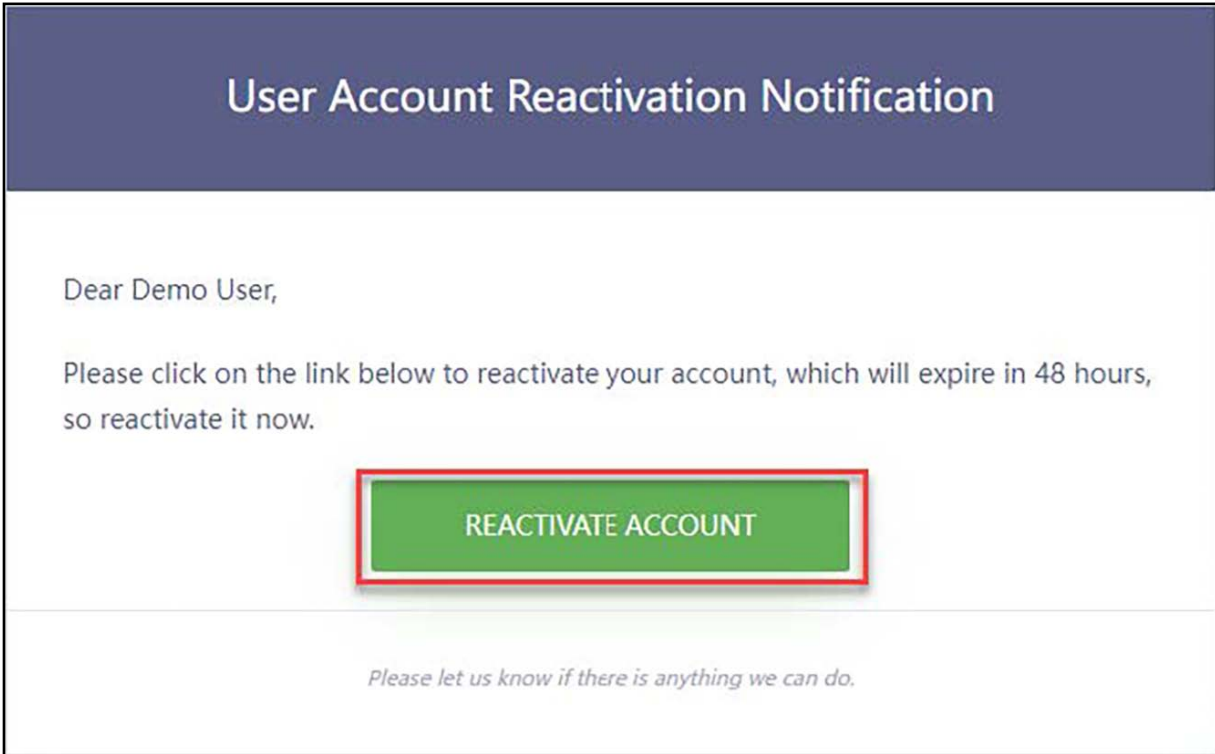 User Account Reactivation Notification
Dear Demo User,
Please click on the link below to reactivate your account, which will expire in 48 hours,
so reactivate it now.
REACTIVATE ACCOUNT
Please let us know if there is anything we can do.